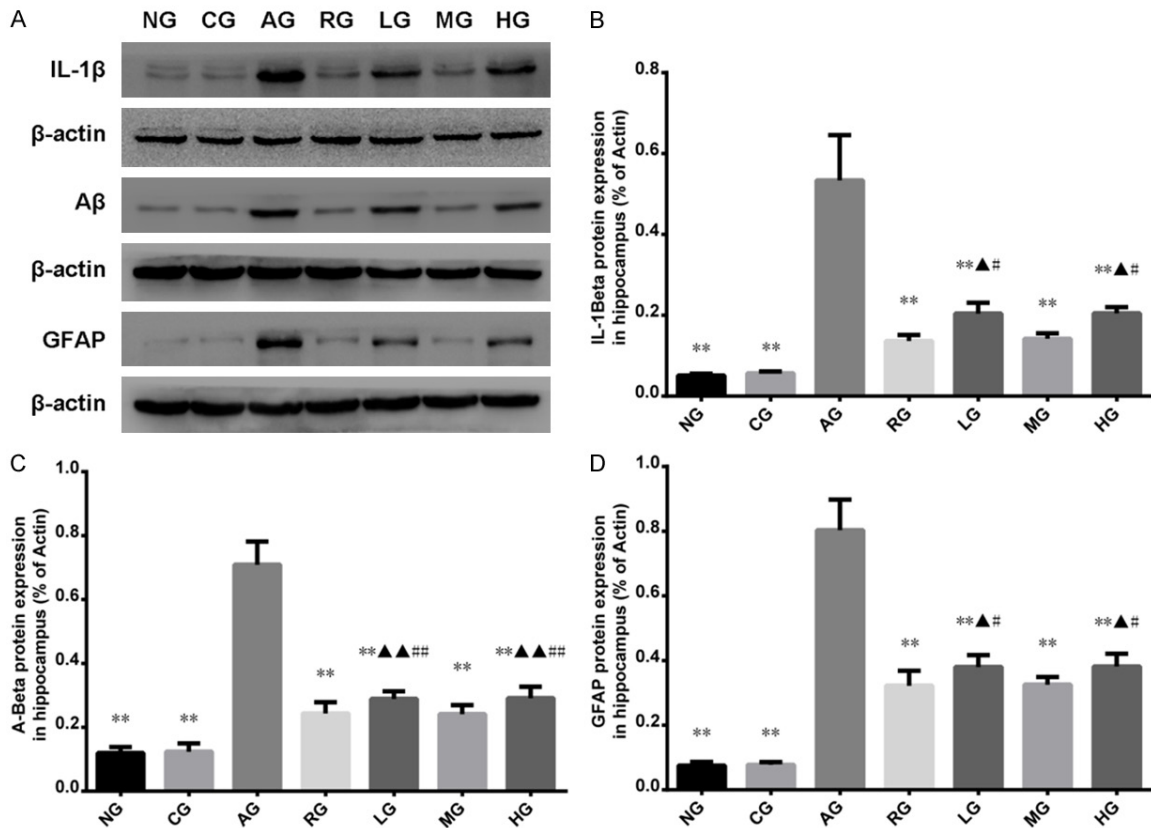 A
NG CG AG RG LG MG HG
IL-1β
β-actin
Aβ
β-actin
GFAP
β-actin
B
IL-1Beta protein expression
in hippocampus (% of Actin)
0.8
0.6
0.4
0.2
0.0
** ** ** **▲# ** **▲#
NG CG AG RG LG MG HG
C
A-Beta protein expression
in hippocampus (% of Actin)
1.0
0.8
0.6
0.4
0.2
0.0
** ** ** **▲▲## ** **▲▲##
NG CG AG RG LG MG HG
D
GFAP protein expression
in hippocampus (% of Actin)
1.0
0.8
0.6
0.4
0.2
0.0
** ** ** **▲# ** **▲#
NG CG AG RG LG MG HG